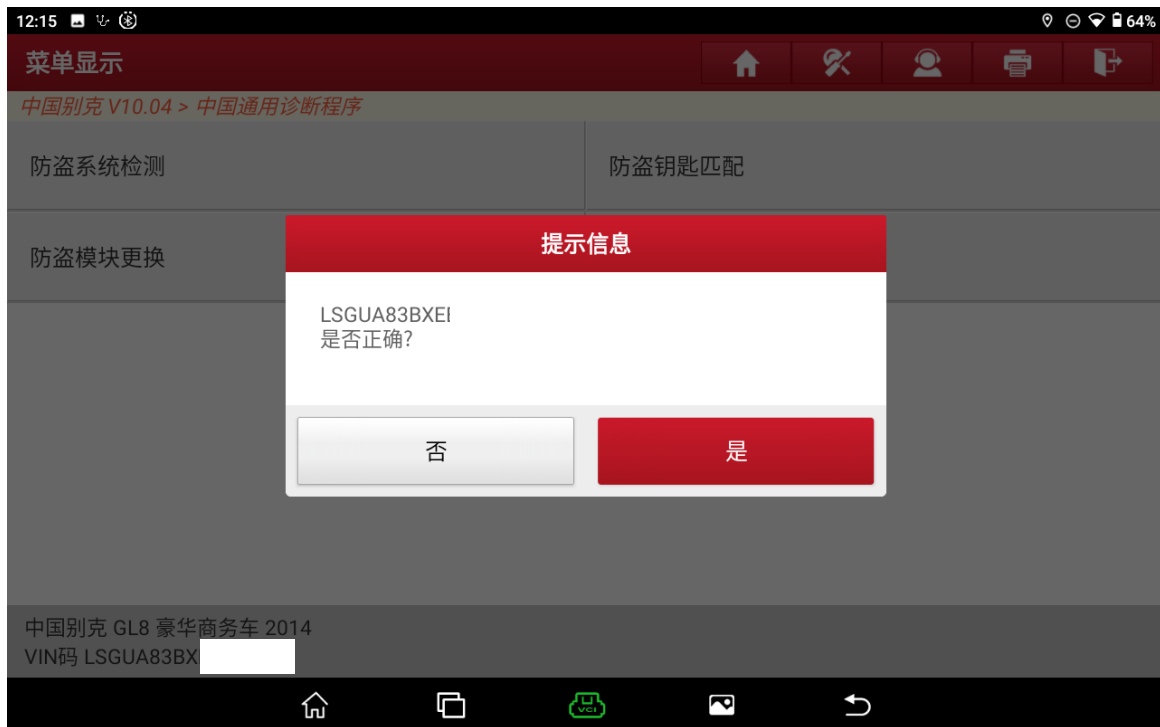 12:15
64%
菜单显示
中国别克 V10.04 > 中国通用诊断程序
防盗系统检测
防盗钥匙匹配
防盗模块更换
提示信息
LSGUA83BXE
是否正确?
否
是
中国别克 GL8 豪华商务车 2014
VIN码 LSGUA83BX
VCI